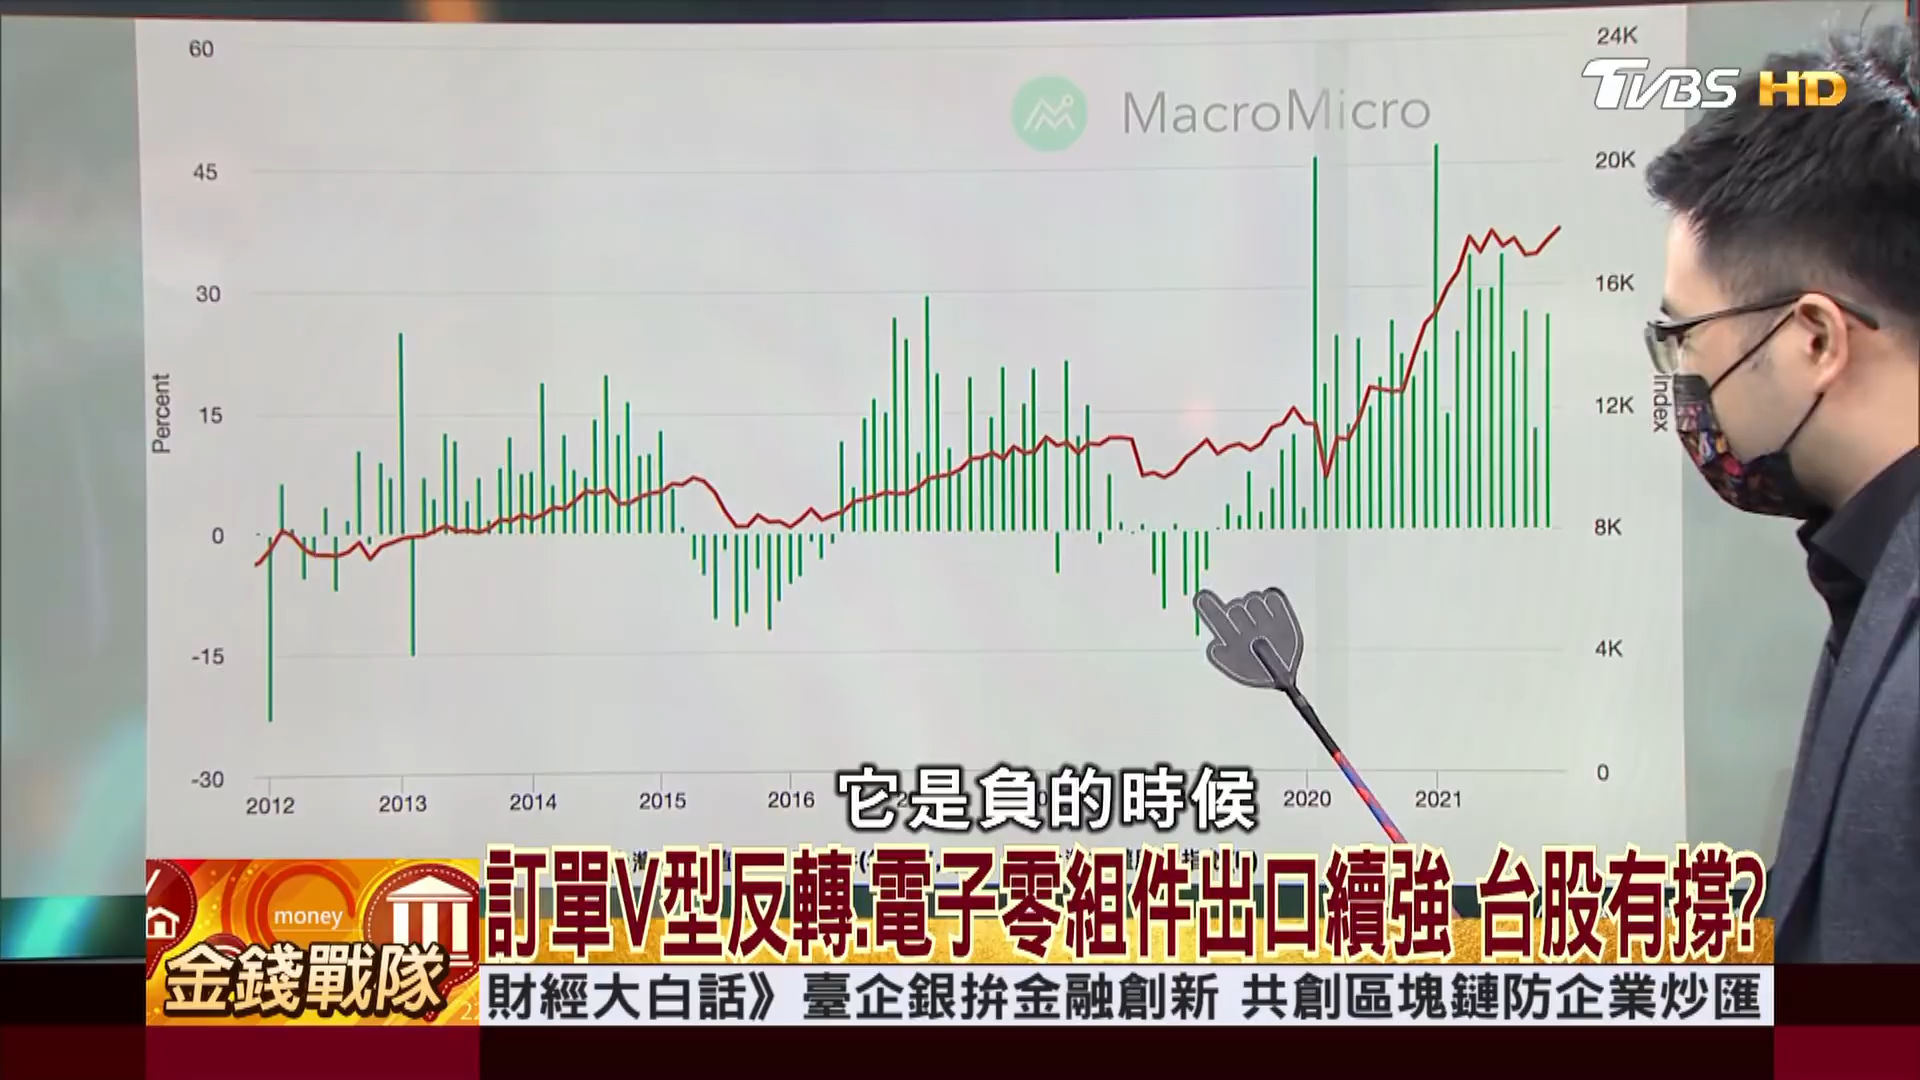 60
45
30
15
0
-15
-30
Percent
MacroMicro
TVBS HD
24K
20K
16K
12K
8K
4K
0
Index
2012
2013
2014
2015
2016
2020
2021
它是負的時候
訂單V型反轉.電子零組件出口續強 台股有撐?
money
金錢戰隊
財經大白話》臺企銀拚金融創新 共創區塊鏈防企業炒匯